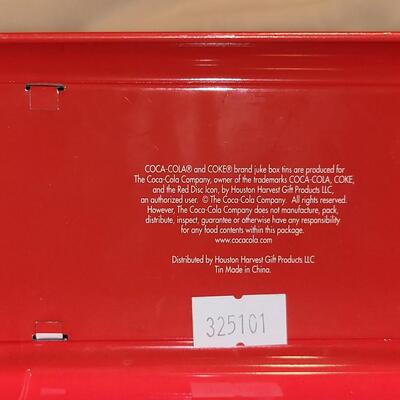 COCA-COLA® and COKE® brand juke box tins are produced for
The Coca-Cola Company, owner of the trademarks COCA-COLA, COKE,
and the Red Disc Icon, by Houston Harvest Gift Products LLC,
an authorized user. © The Coca-Cola Company. All rights reserved.
However, The Coca-Cola Company does not manufacture, pack,
distribute, inspect, guarantee or otherwise have any responsibility
for any food contents within this package.
www.cocacola.com
Distributed by Houston Harvest Gift Products LLC
Tin Made in China.
325101